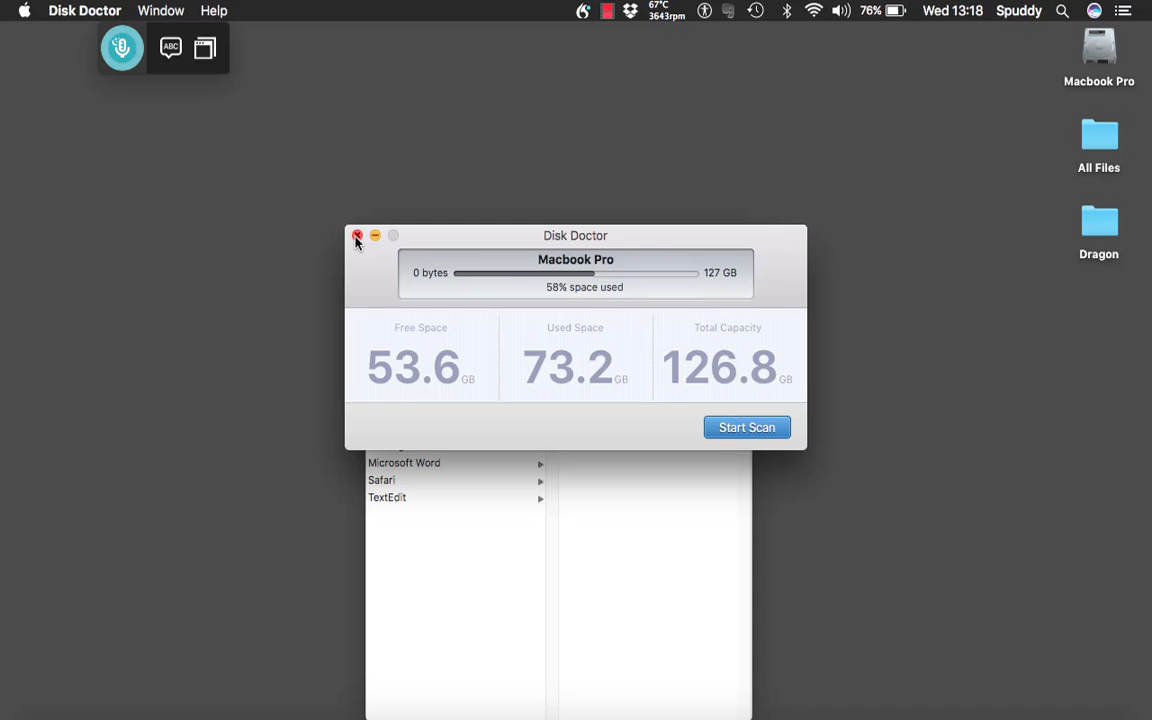 Disk Doctor Window Help 67°C 3643rpm 76% Wed 13:18 Spuddy
ABC
Macbook Pro
All Files
Dragon
Disk Doctor
Macbook Pro
0 bytes 127 GB
58% space used
Free Space Used Space Total Capacity
53.6 GB 73.2 GB 126.8 GB
Start Scan
Microsoft Word
Safari
TextEdit